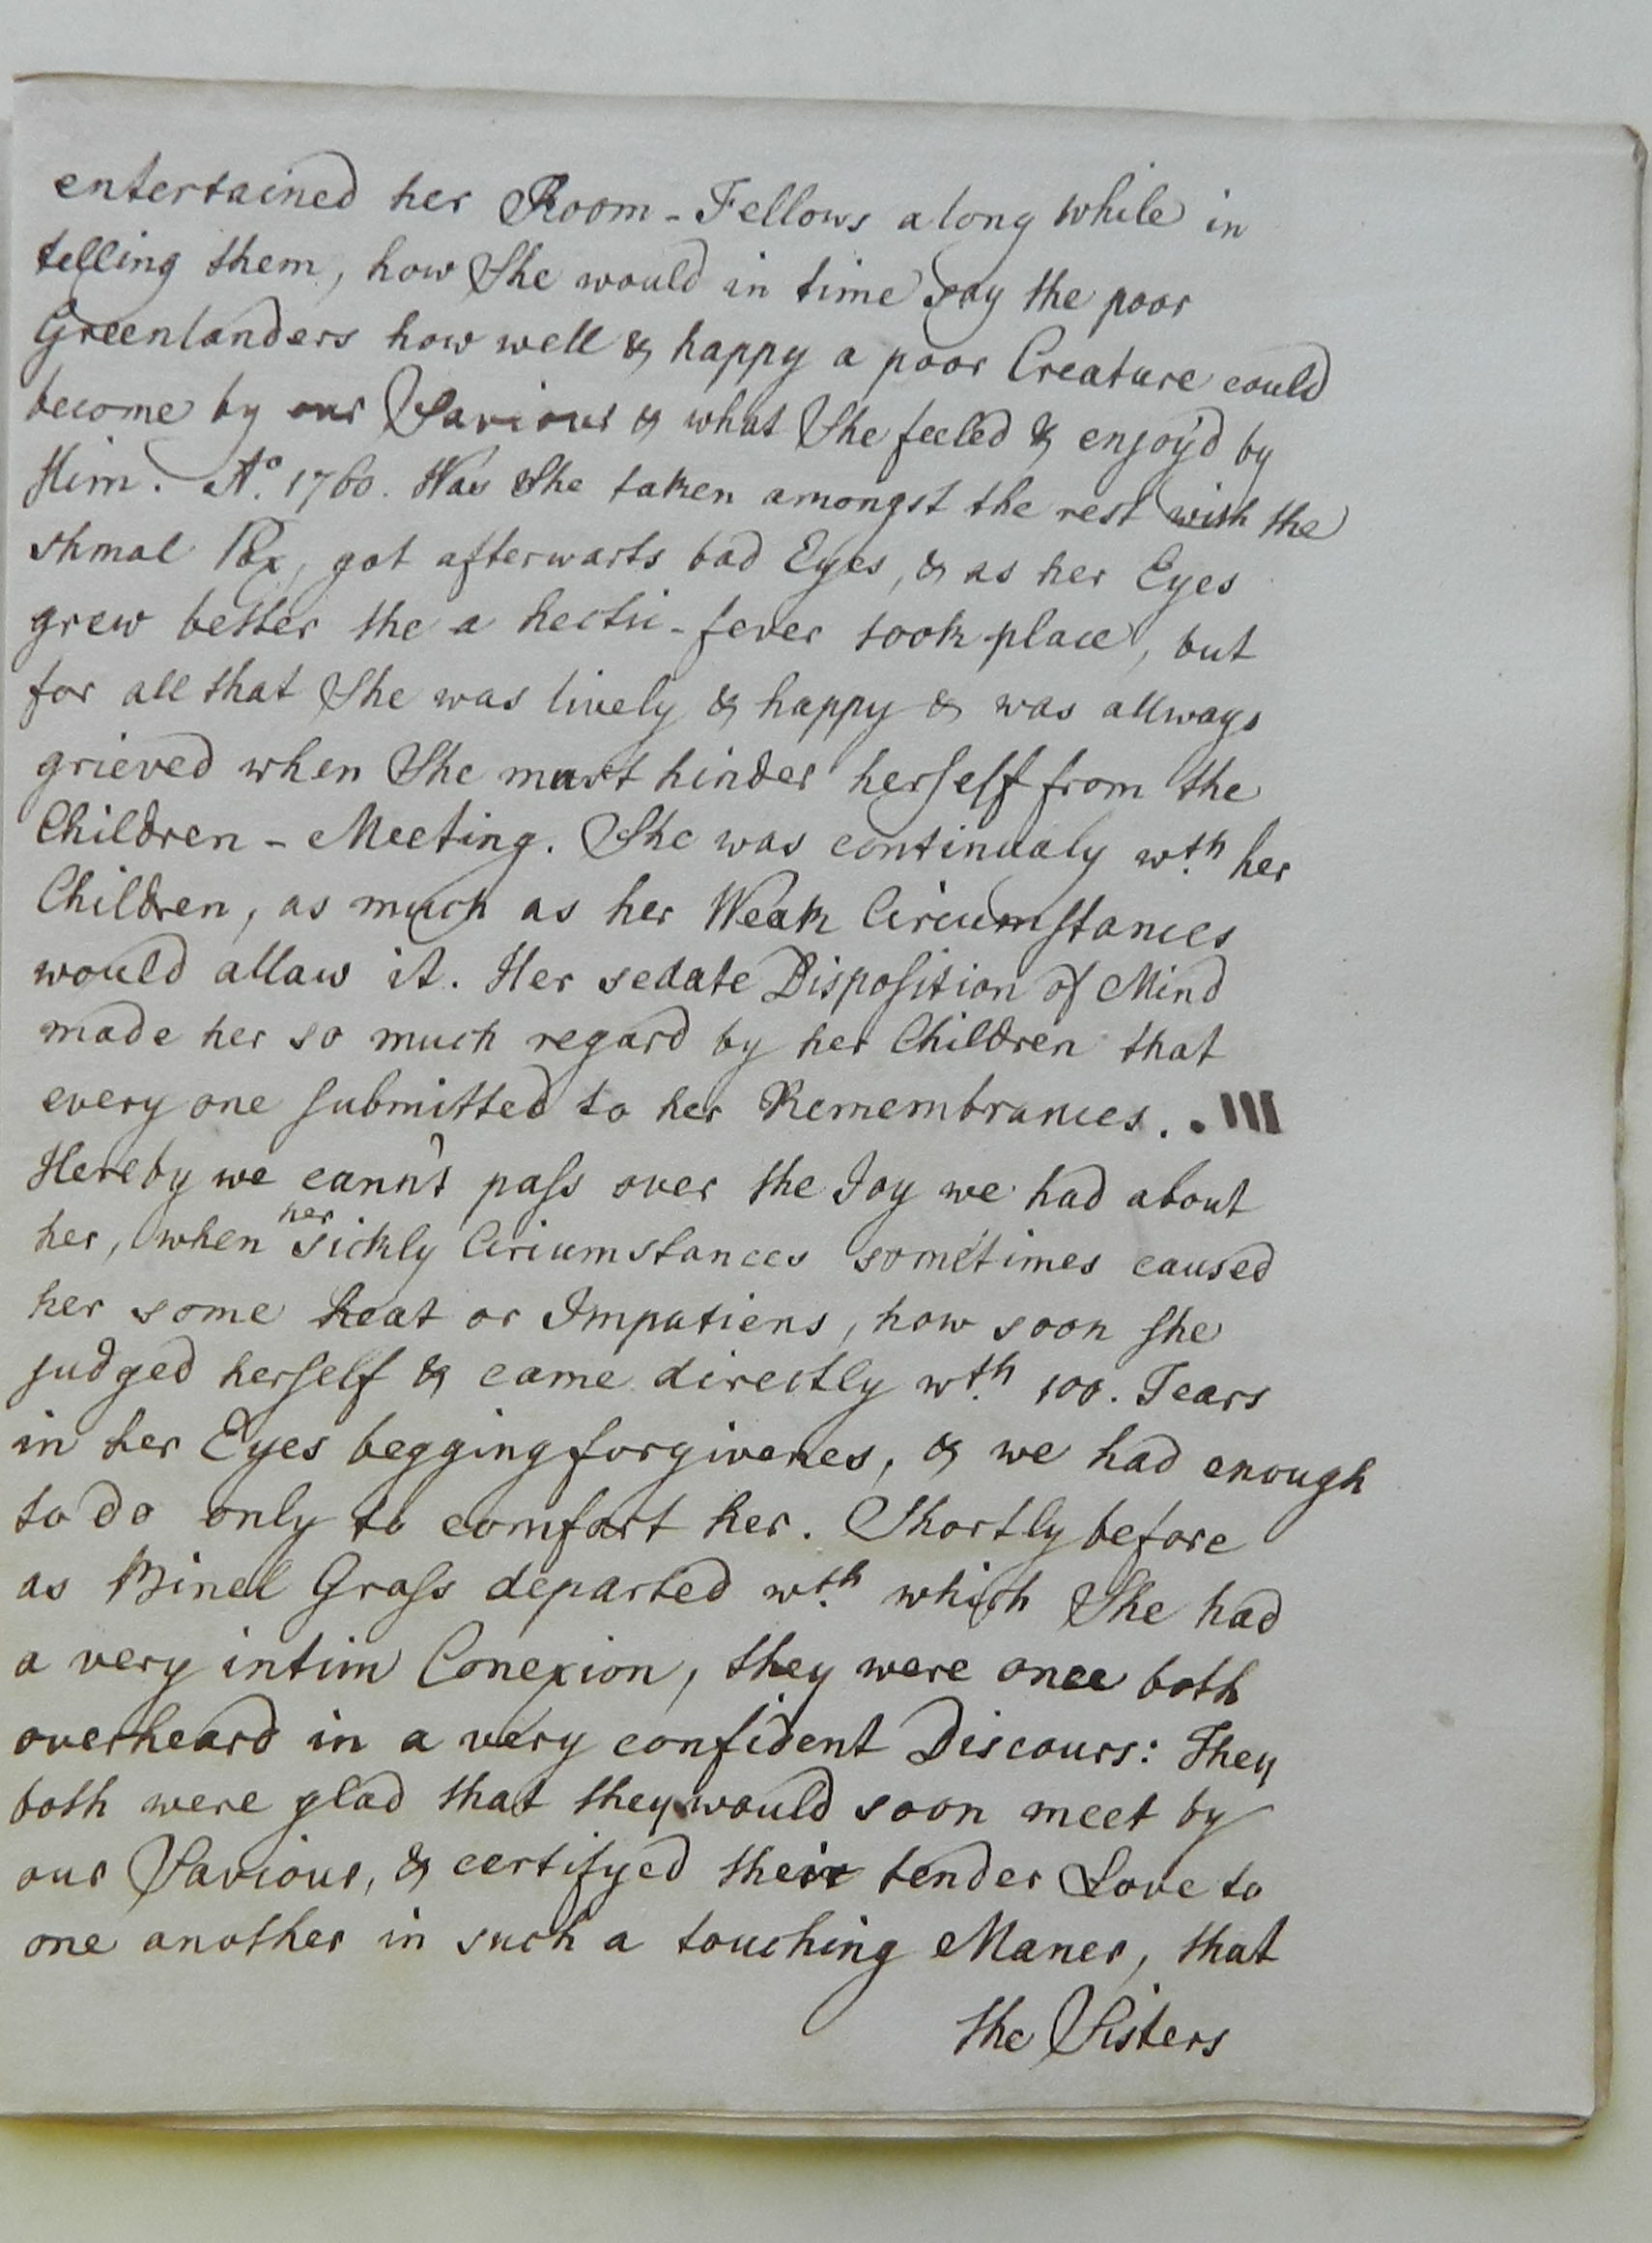 entertained her Room-Fellows a long while in
telling them, how She would in time say the poor
Greenlanders how well & happy a poor Creature could
become by our Saviour & what She feeled & enjoy'd by
Him. Ao. 1760. Was She taken amongst the rest with the
shmal Pox, got afterwarts bad Eyes, & as her Eyes
grew better the a hectic-fever took place, but
for all that She was lively & happy & was allways
grieved when She must hinder herself from the
Children-Meeting. She was continualy wth. her
Children, as much as her Weak Circumstances
would allaw it. Her sedate Disposition of Mind
made her so much regard by her Children that
every one submitted to her Remembrances.
Hereby we cann't pass over the Joy we had about
her, when her sickly Circumstances sometimes caused
her some heat or Impatiens, how soon she
judged herself & came directly wth. 100. Tears
in her Eyes begging forgivenes, & we had enough
to do only to comfort her. Shortly before
as Binel Grass departed wth. which She had
a very intim Conexion, they were once both
overheard in a very confident Discours: They
both were glad that they would soon meet by
our Saviour, & certifyed their tender Love to
one another in such a touching Maner, that
the Sisters